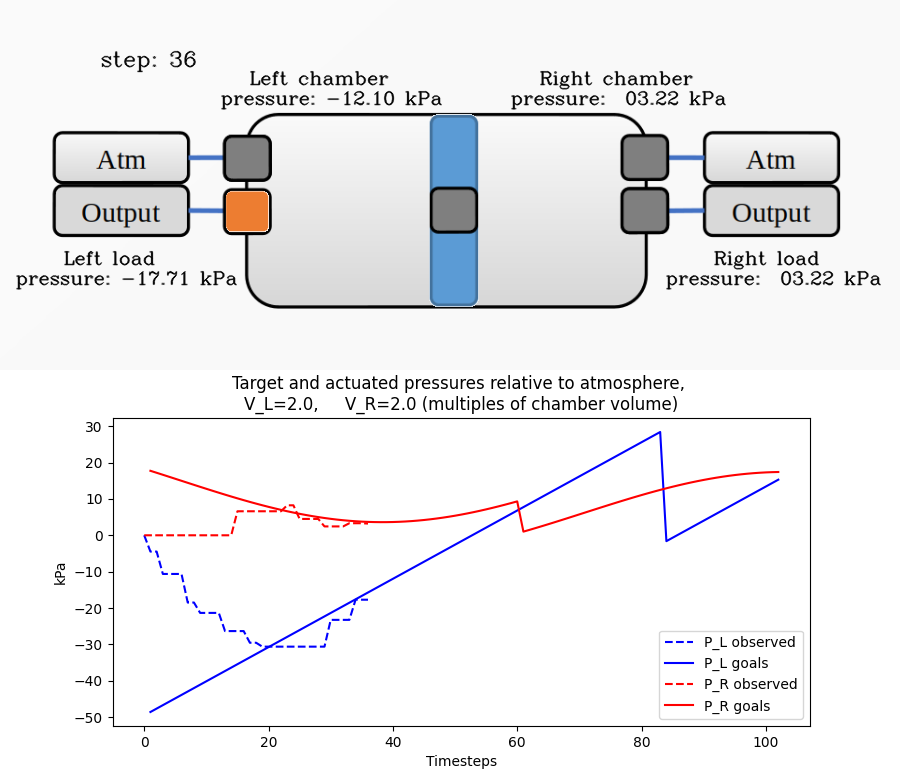 step: 36
Left chamber
pressure: −12.10 kPa
Right chamber
pressure: 03.22 kPa
Atm
Output
Atm
Output
Left load
pressure: −17.71 kPa
Right load
pressure: 03.22 kPa
Target and actuated pressures relative to atmosphere,
V_L=2.0, V_R=2.0 (multiples of chamber volume)
30
20
10
0
−10
−20
−30
−40
−50
kPa
P_L observed
P_L goals
P_R observed
P_R goals
0 20 40 60 80 100
Timesteps